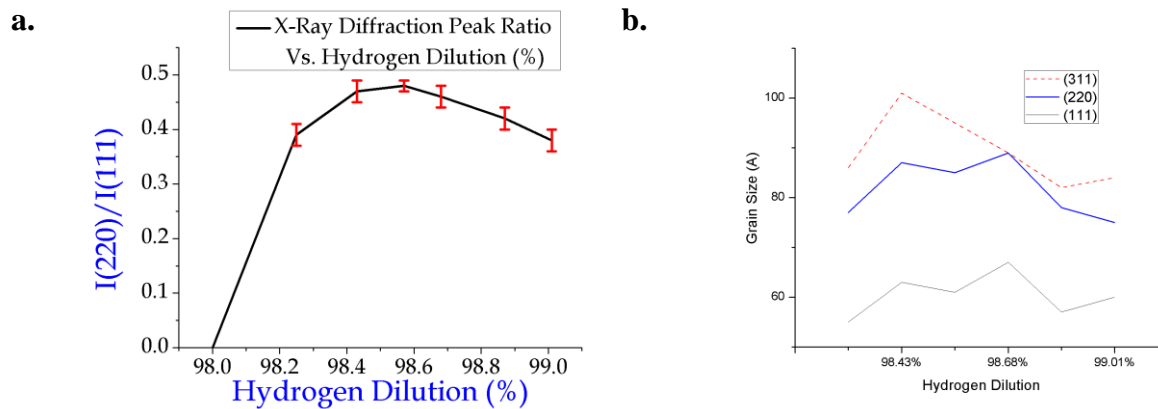 a.
X-Ray Diffraction Peak Ratio
Vs. Hydrogen Dilution (%)
I(220)/I(111)
0.5
0.4
0.3
0.2
0.1
0.0
98.0 98.2 98.4 98.6 98.8 99.0
Hydrogen Dilution (%)
b.
(311)
(220)
(111)
Grain Size (A)
100
80
60
98.43% 98.68% 99.01%
Hydrogen Dilution